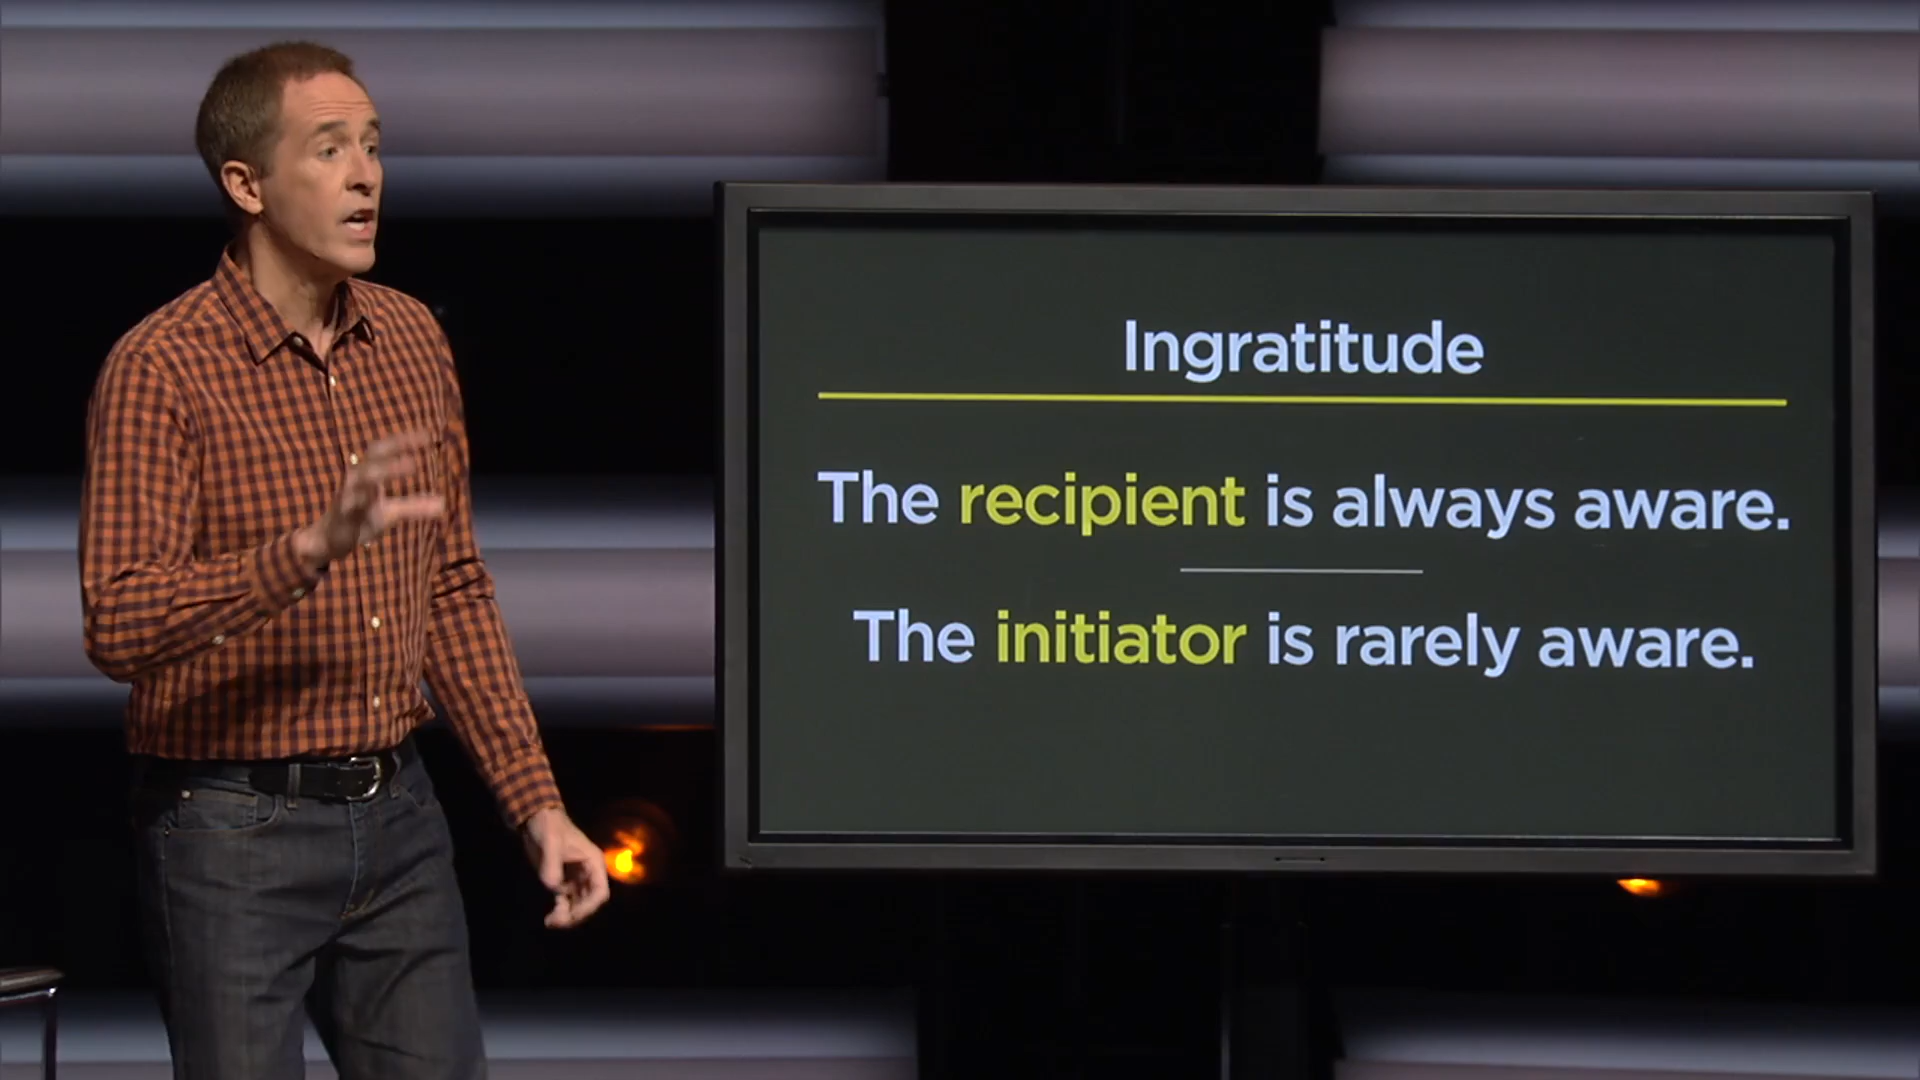 Ingratitude
The recipient is always aware.
The initiator is rarely aware.